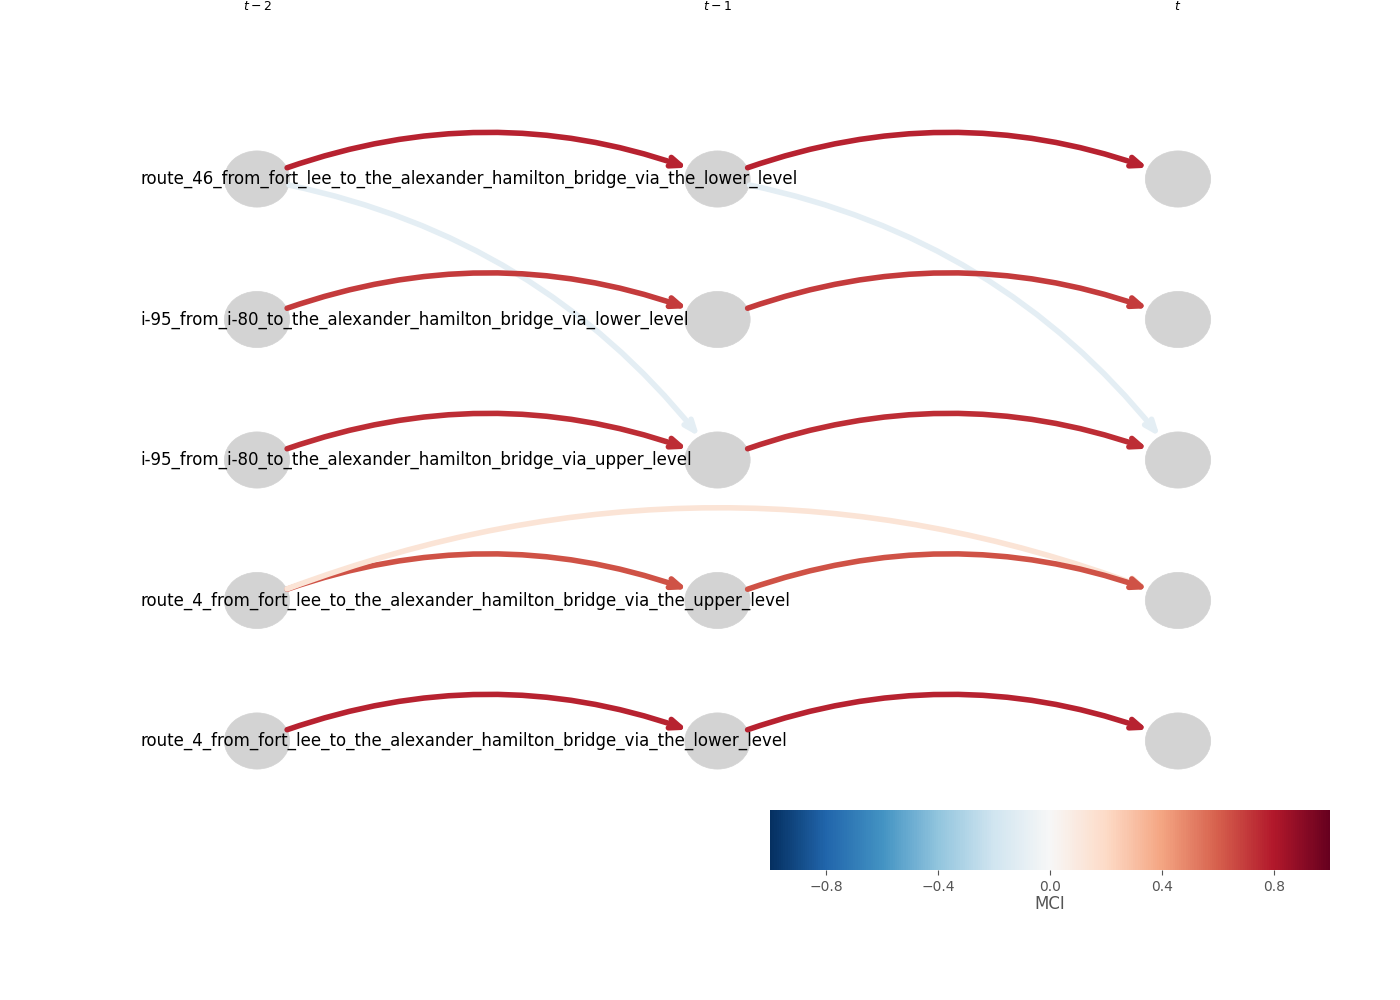 t − 2
t − 1
t
route_46_from_fort_lee_to_the_alexander_hamilton_bridge_via_the_lower_level
i-95_from_i-80_to_the_alexander_hamilton_bridge_via_lower_level
i-95_from_i-80_to_the_alexander_hamilton_bridge_via_upper_level
route_4_from_fort_lee_to_the_alexander_hamilton_bridge_via_the_upper_level
route_4_from_fort_lee_to_the_alexander_hamilton_bridge_via_the_lower_level
−0.8
−0.4
0.0
0.4
0.8
MCI